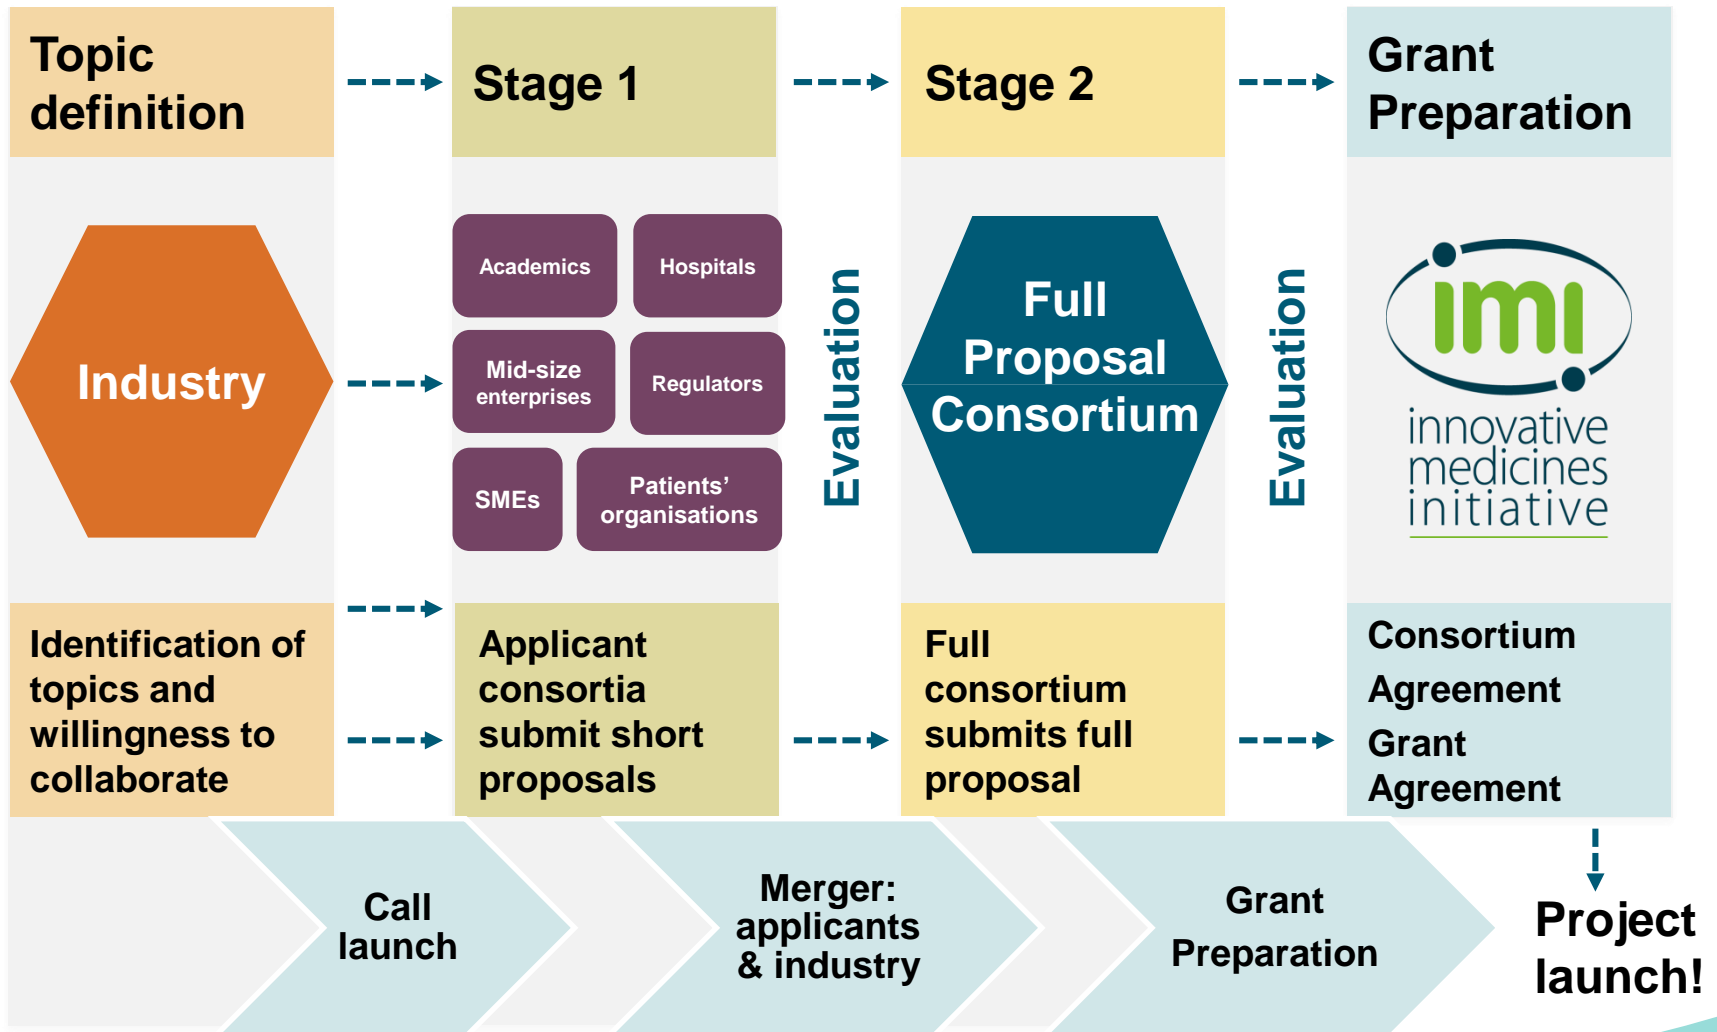 Topic
definition
Stage 1
Stage 2
Grant
Preparation
Industry
Academics
Hospitals
Mid-size
enterprises
Regulators
SMEs
Patients’
organisations
Evaluation
Full
Proposal
Consortium
Evaluation
imi
innovative
medicines
initiative
Identification of
topics and
willingness to
collaborate
Applicant
consortia
submit short
proposals
Full
consortium
submits full
proposal
Consortium
Agreement
Grant
Agreement
Call
launch
Merger:
applicants
& industry
Grant
Preparation
Project
launch!